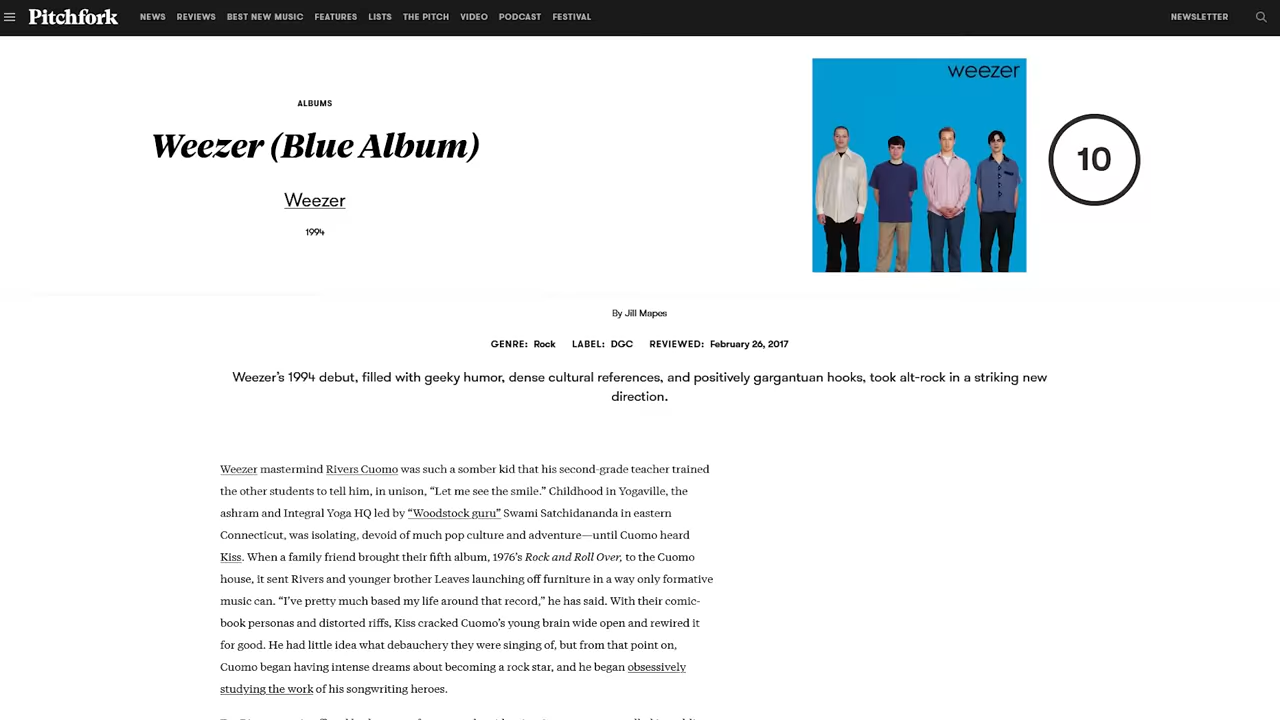 Pitchfork NEWS REVIEWS BEST NEW MUSIC FEATURES LISTS THE PITCH VIDEO PODCAST FESTIVAL NEWSLETTER
ALBUMS
Weezer (Blue Album)
Weezer
1994
weezer
10
By Jill Mapes
GENRE: Rock LABEL: DGC REVIEWED: February 26, 2017
Weezer’s 1994 debut, filled with geeky humor, dense cultural references, and positively gargantuan hooks, took alt-rock in a striking new
direction.
Weezer mastermind Rivers Cuomo was such a somber kid that his second-grade teacher trained
the other students to tell him, in unison, “Let me see the smile.” Childhood in Yogaville, the
ashram and Integral Yoga HQ led by “Woodstock guru” Swami Satchidananda in eastern
Connecticut, was isolating, devoid of much pop culture and adventure—until Cuomo heard
Kiss. When a family friend brought their fifth album, 1976’s Rock and Roll Over, to the Cuomo
house, it sent Rivers and younger brother Leaves launching off furniture in a way only formative
music can. “I’ve pretty much based my life around that record,” he has said. With their comic-
book personas and distorted riffs, Kiss cracked Cuomo’s young brain wide open and rewired it
for good. He had little idea what debauchery they were singing of, but from that point on,
Cuomo began having intense dreams about becoming a rock star, and he began obsessively
studying the work of his songwriting heroes.